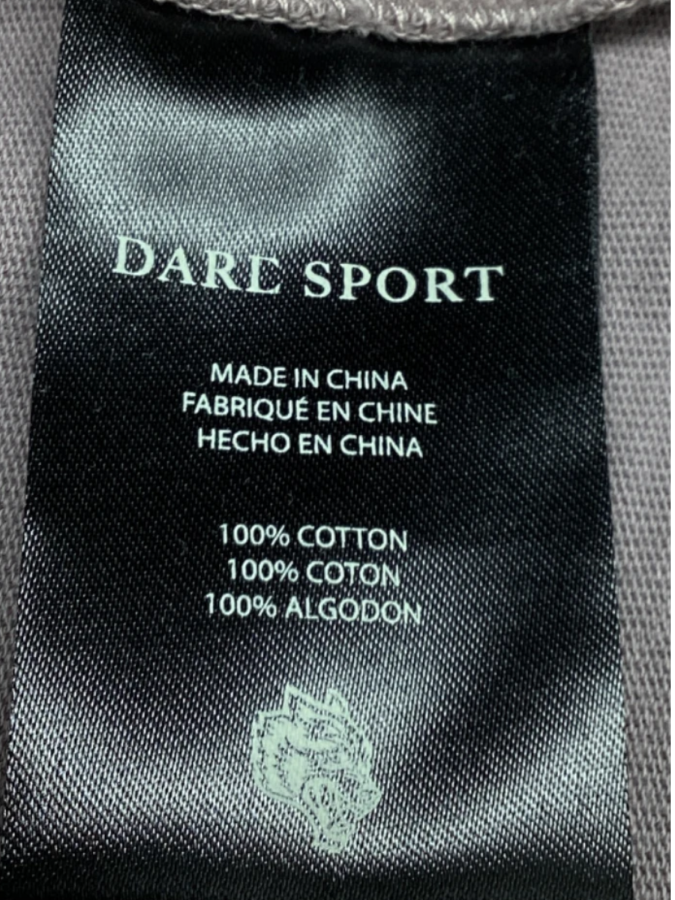 DARE SPORT
MADE IN CHINA
FABRIQUÉ EN CHINE
HECHO EN CHINA
100% COTTON
100% COTON
100% ALGODON